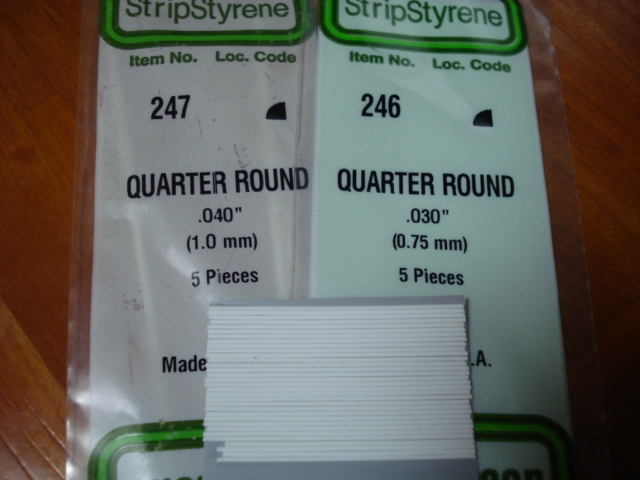 StripStyrene
Item No. Loc. Code
247
QUARTER ROUND
.040"
(1.0 mm)
5 Pieces
Made
StripStyrene
Item No. Loc. Code
246
QUARTER ROUND
.030"
(0.75 mm)
5 Pieces
.A.